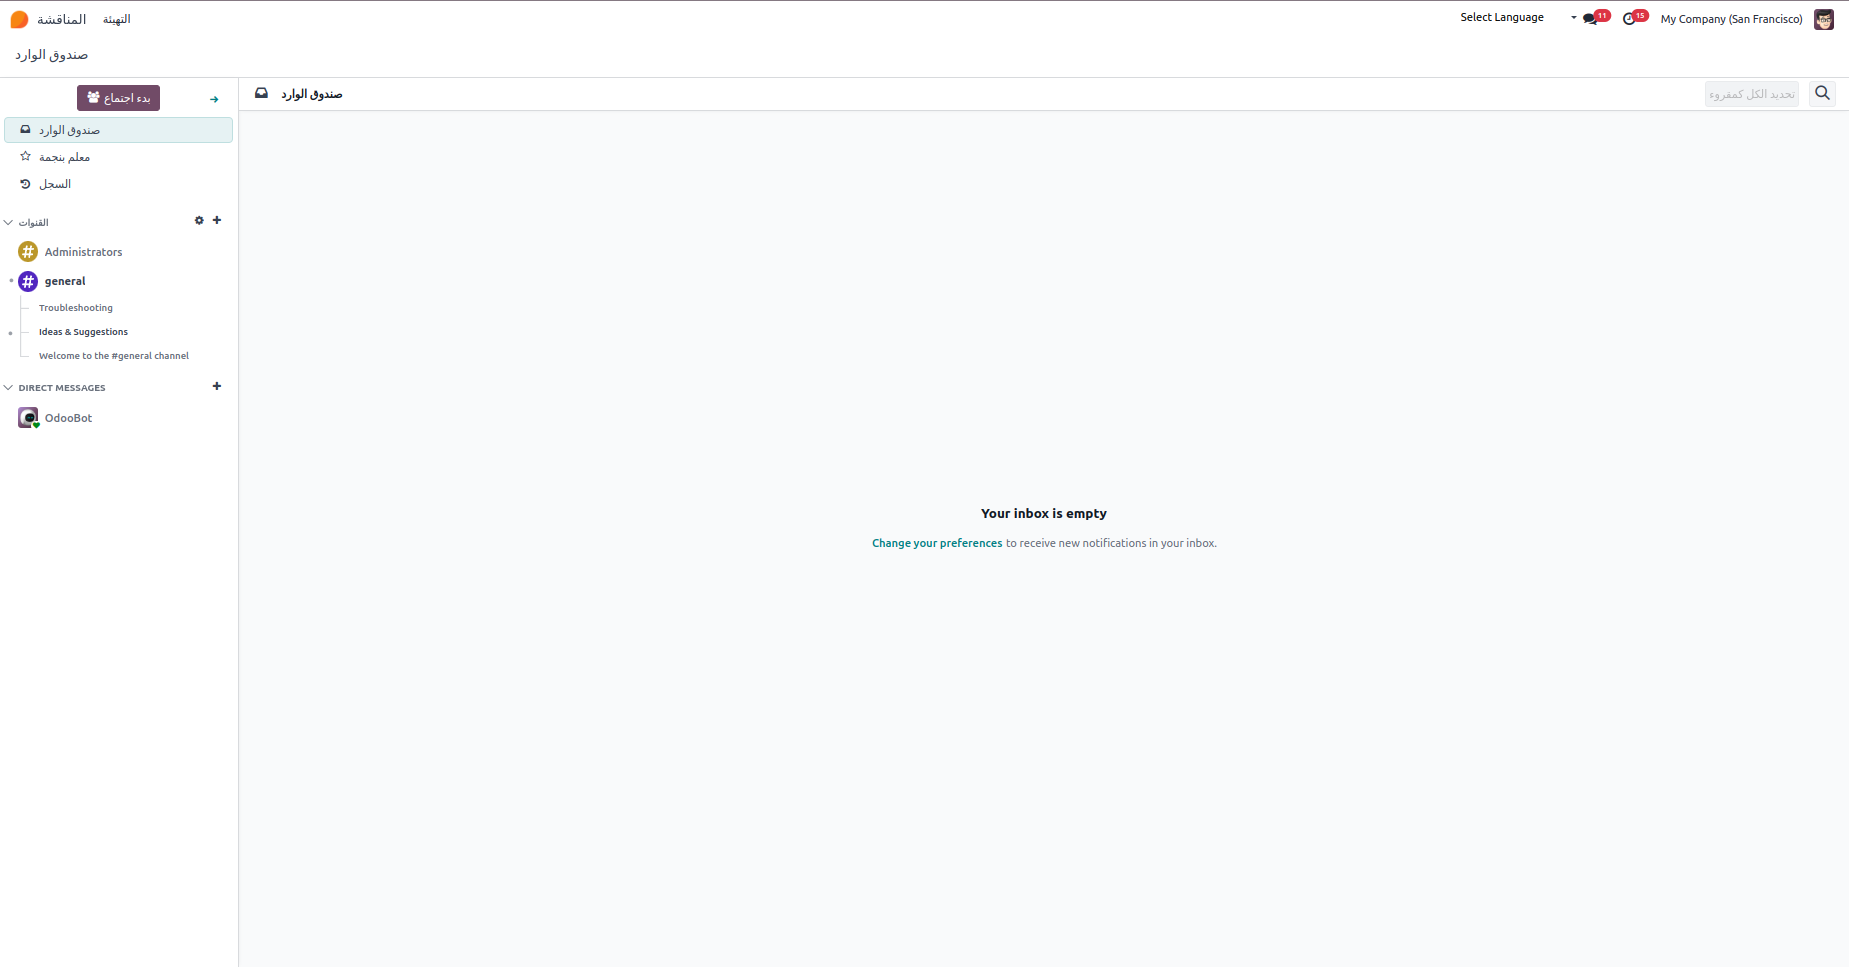 المناقشة التهيئة Select Language 11 15 My Company (San Francisco)
صندوق الوارد
بدء اجتماع
صندوق الوارد
معلم بنجمة
السجل
القنوات
Administrators
general
Troubleshooting
Ideas & Suggestions
Welcome to the #general channel
DIRECT MESSAGES
OdooBot
صندوق الوارد تحديد الكل كمقروء
Your inbox is empty
Change your preferences to receive new notifications in your inbox.